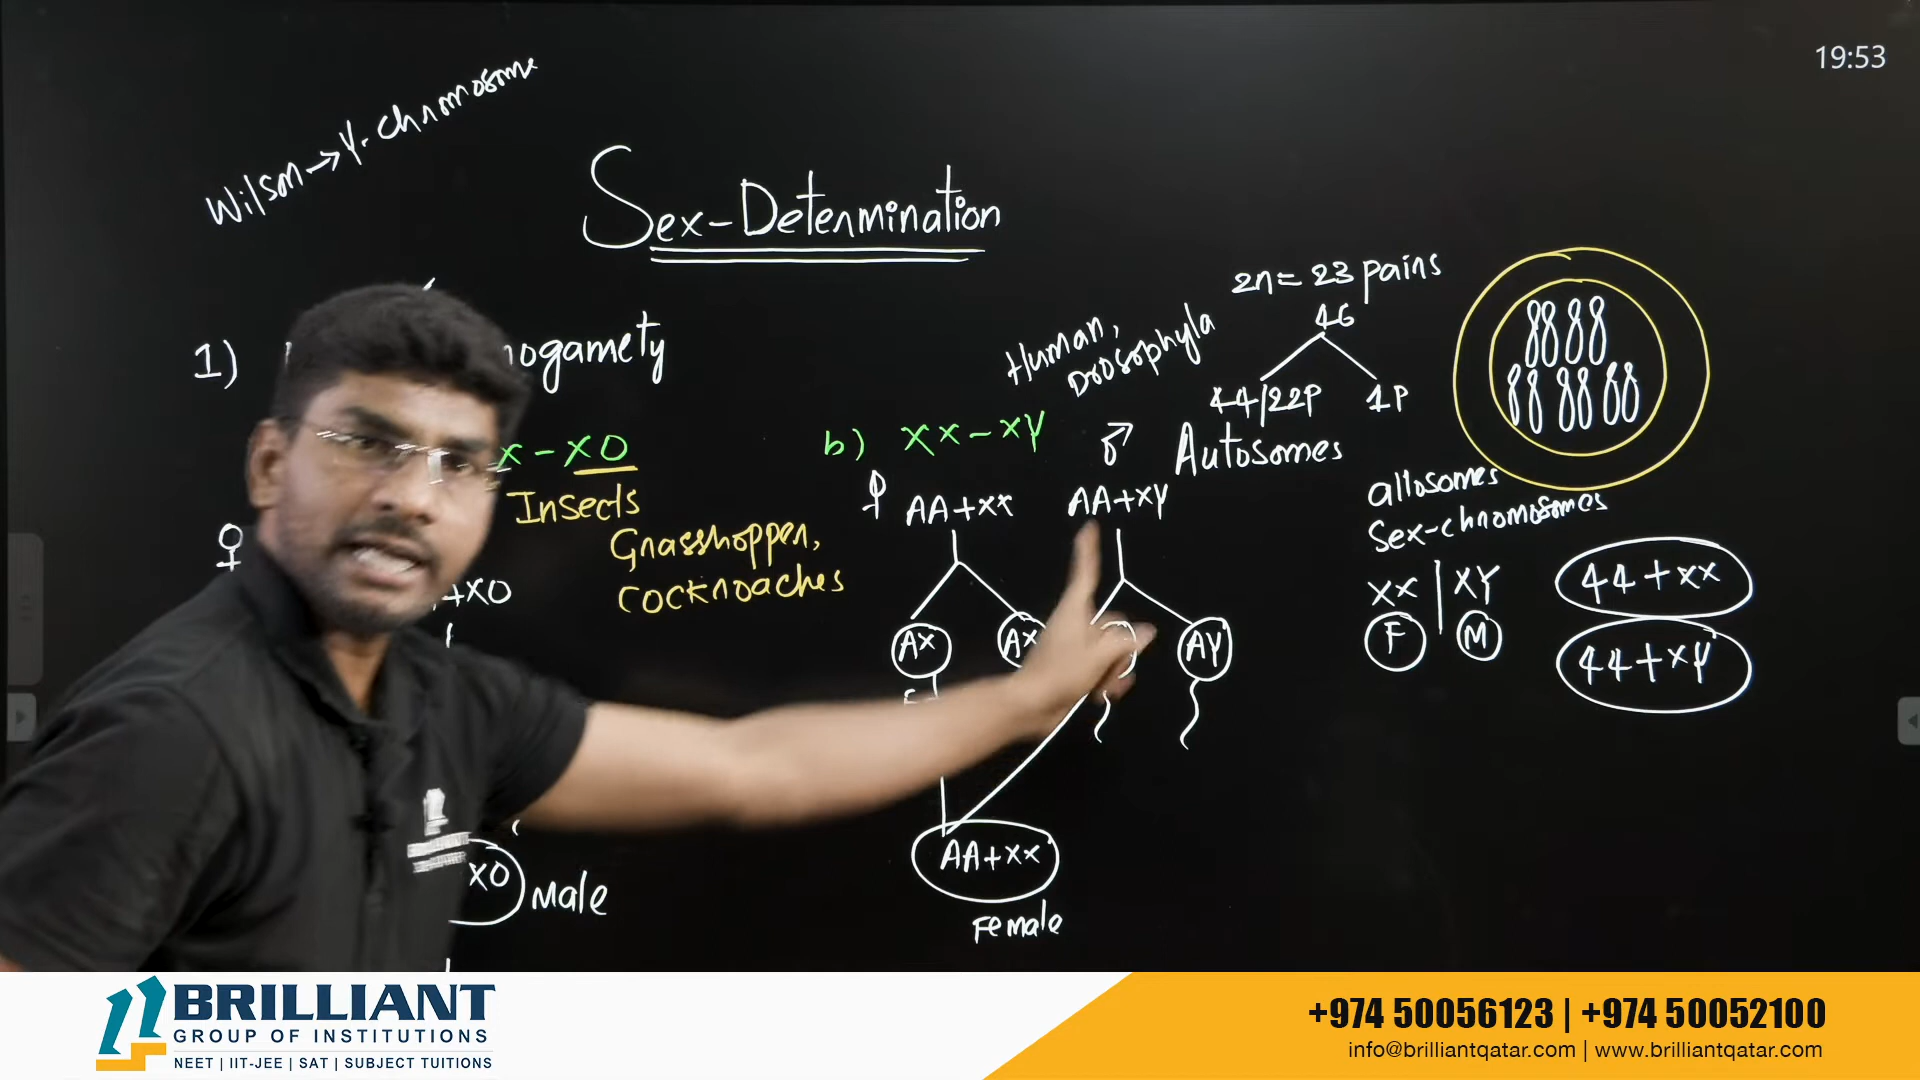 19:53
Wilson → Y-chromosome
Sex-Determination
1)
nogamety
x - XO
Insects
Grasshopper,
cockroaches
♀
+XO
XO
Male
b) XX - XY
Human,
Drosophyla
♀ AA+XX
♂
AA+XY
AX
AX
AY
AA+XX
Female
2n = 23 pairs
46
44/22P
1P
Autosomes
allosomes
Sex-chromosomes
XX | XY
F
M
44+XX
44+XY
BRILLIANT
GROUP OF INSTITUTIONS
NEET | IIT-JEE | SAT | SUBJECT TUITIONS
+974 50056123 | +974 50052100
info@brilliantqatar.com | www.brilliantqatar.com